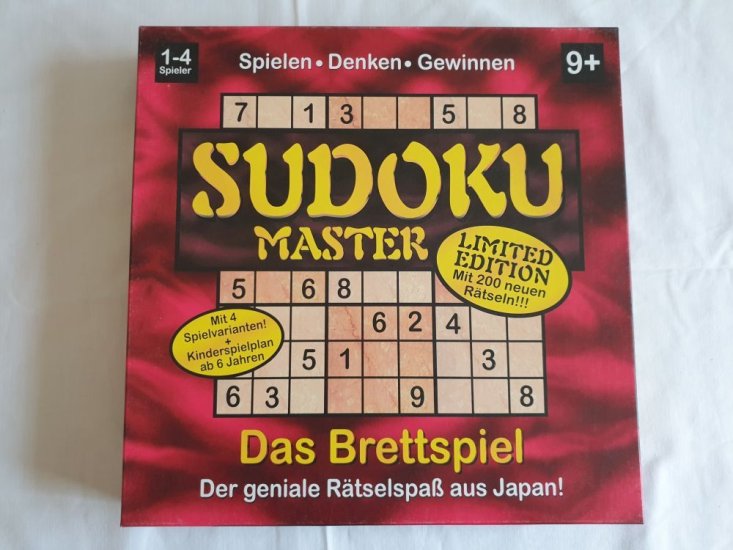 1-4
Spieler
Spielen • Denken • Gewinnen
9+
7 1 3 5 8
SUDOKU
MASTER
LIMITED
EDITION
Mit 200 neuen
Rätseln!!!
5 6 8
Mit 4
Spielvarianten!
+
Kinderspielplan
ab 6 Jahren
6 2 4
5 1 3
6 3 9 8
Das Brettspiel
Der geniale Rätselspaß aus Japan!